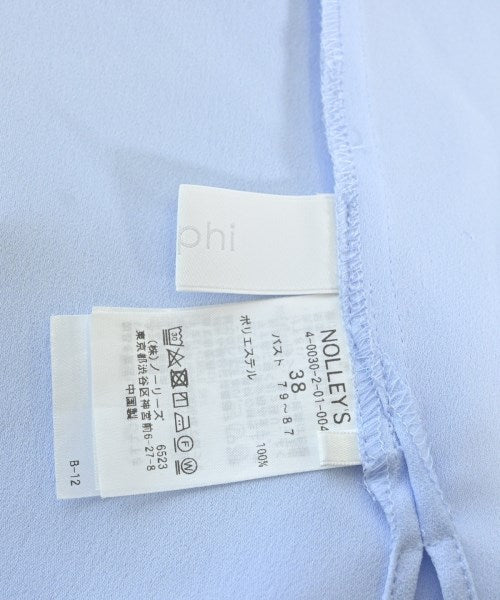 ohi
NOLLEY'S
4-0030-2-01-004
38
バスト
79～87
ポリエステル
100%
(株)ノーリーズ 6523
東京都渋谷区神宮前6-27-8
中国製
B-12